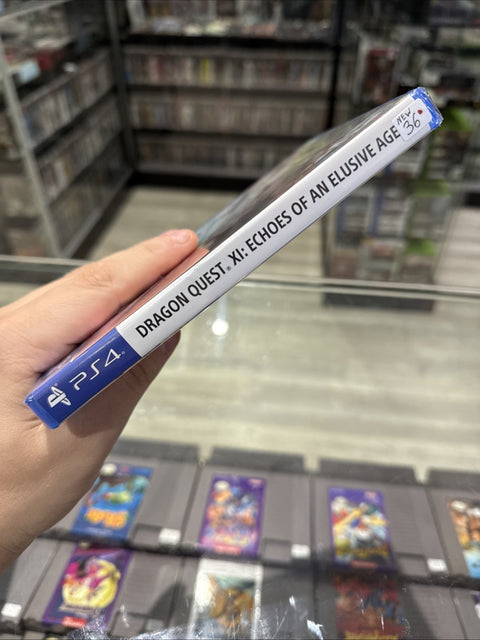 PS4 DRAGON QUEST® XI: ECHOES OF AN ELUSIVE AGE
NEW
36